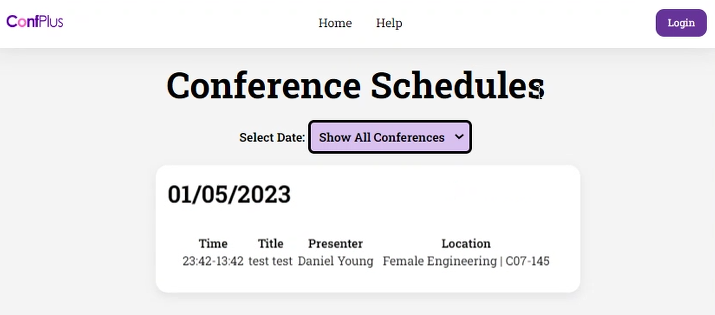 ConfPlus Home Help Login
Conference Schedules
Select Date: Show All Conferences
01/05/2023
Time Title Presenter Location
23:42-13:42 test test Daniel Young Female Engineering | C07-145